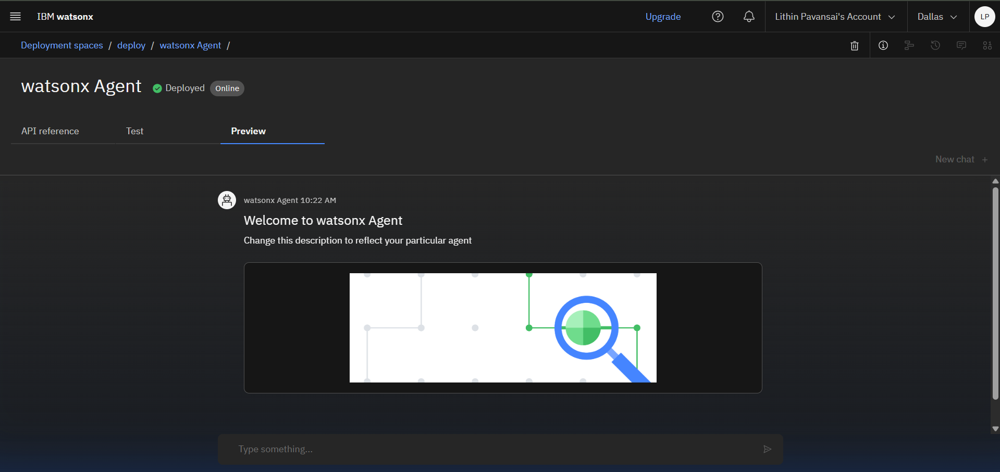 IBM watsonx
Upgrade
Lithin Pavansai's Account
Dallas
LP
Deployment spaces / deploy / watsonx Agent /
watsonx Agent
Deployed
Online
API reference
Test
Preview
New chat +
watsonx Agent 10:22 AM
Welcome to watsonx Agent
Change this description to reflect your particular agent
Type something...